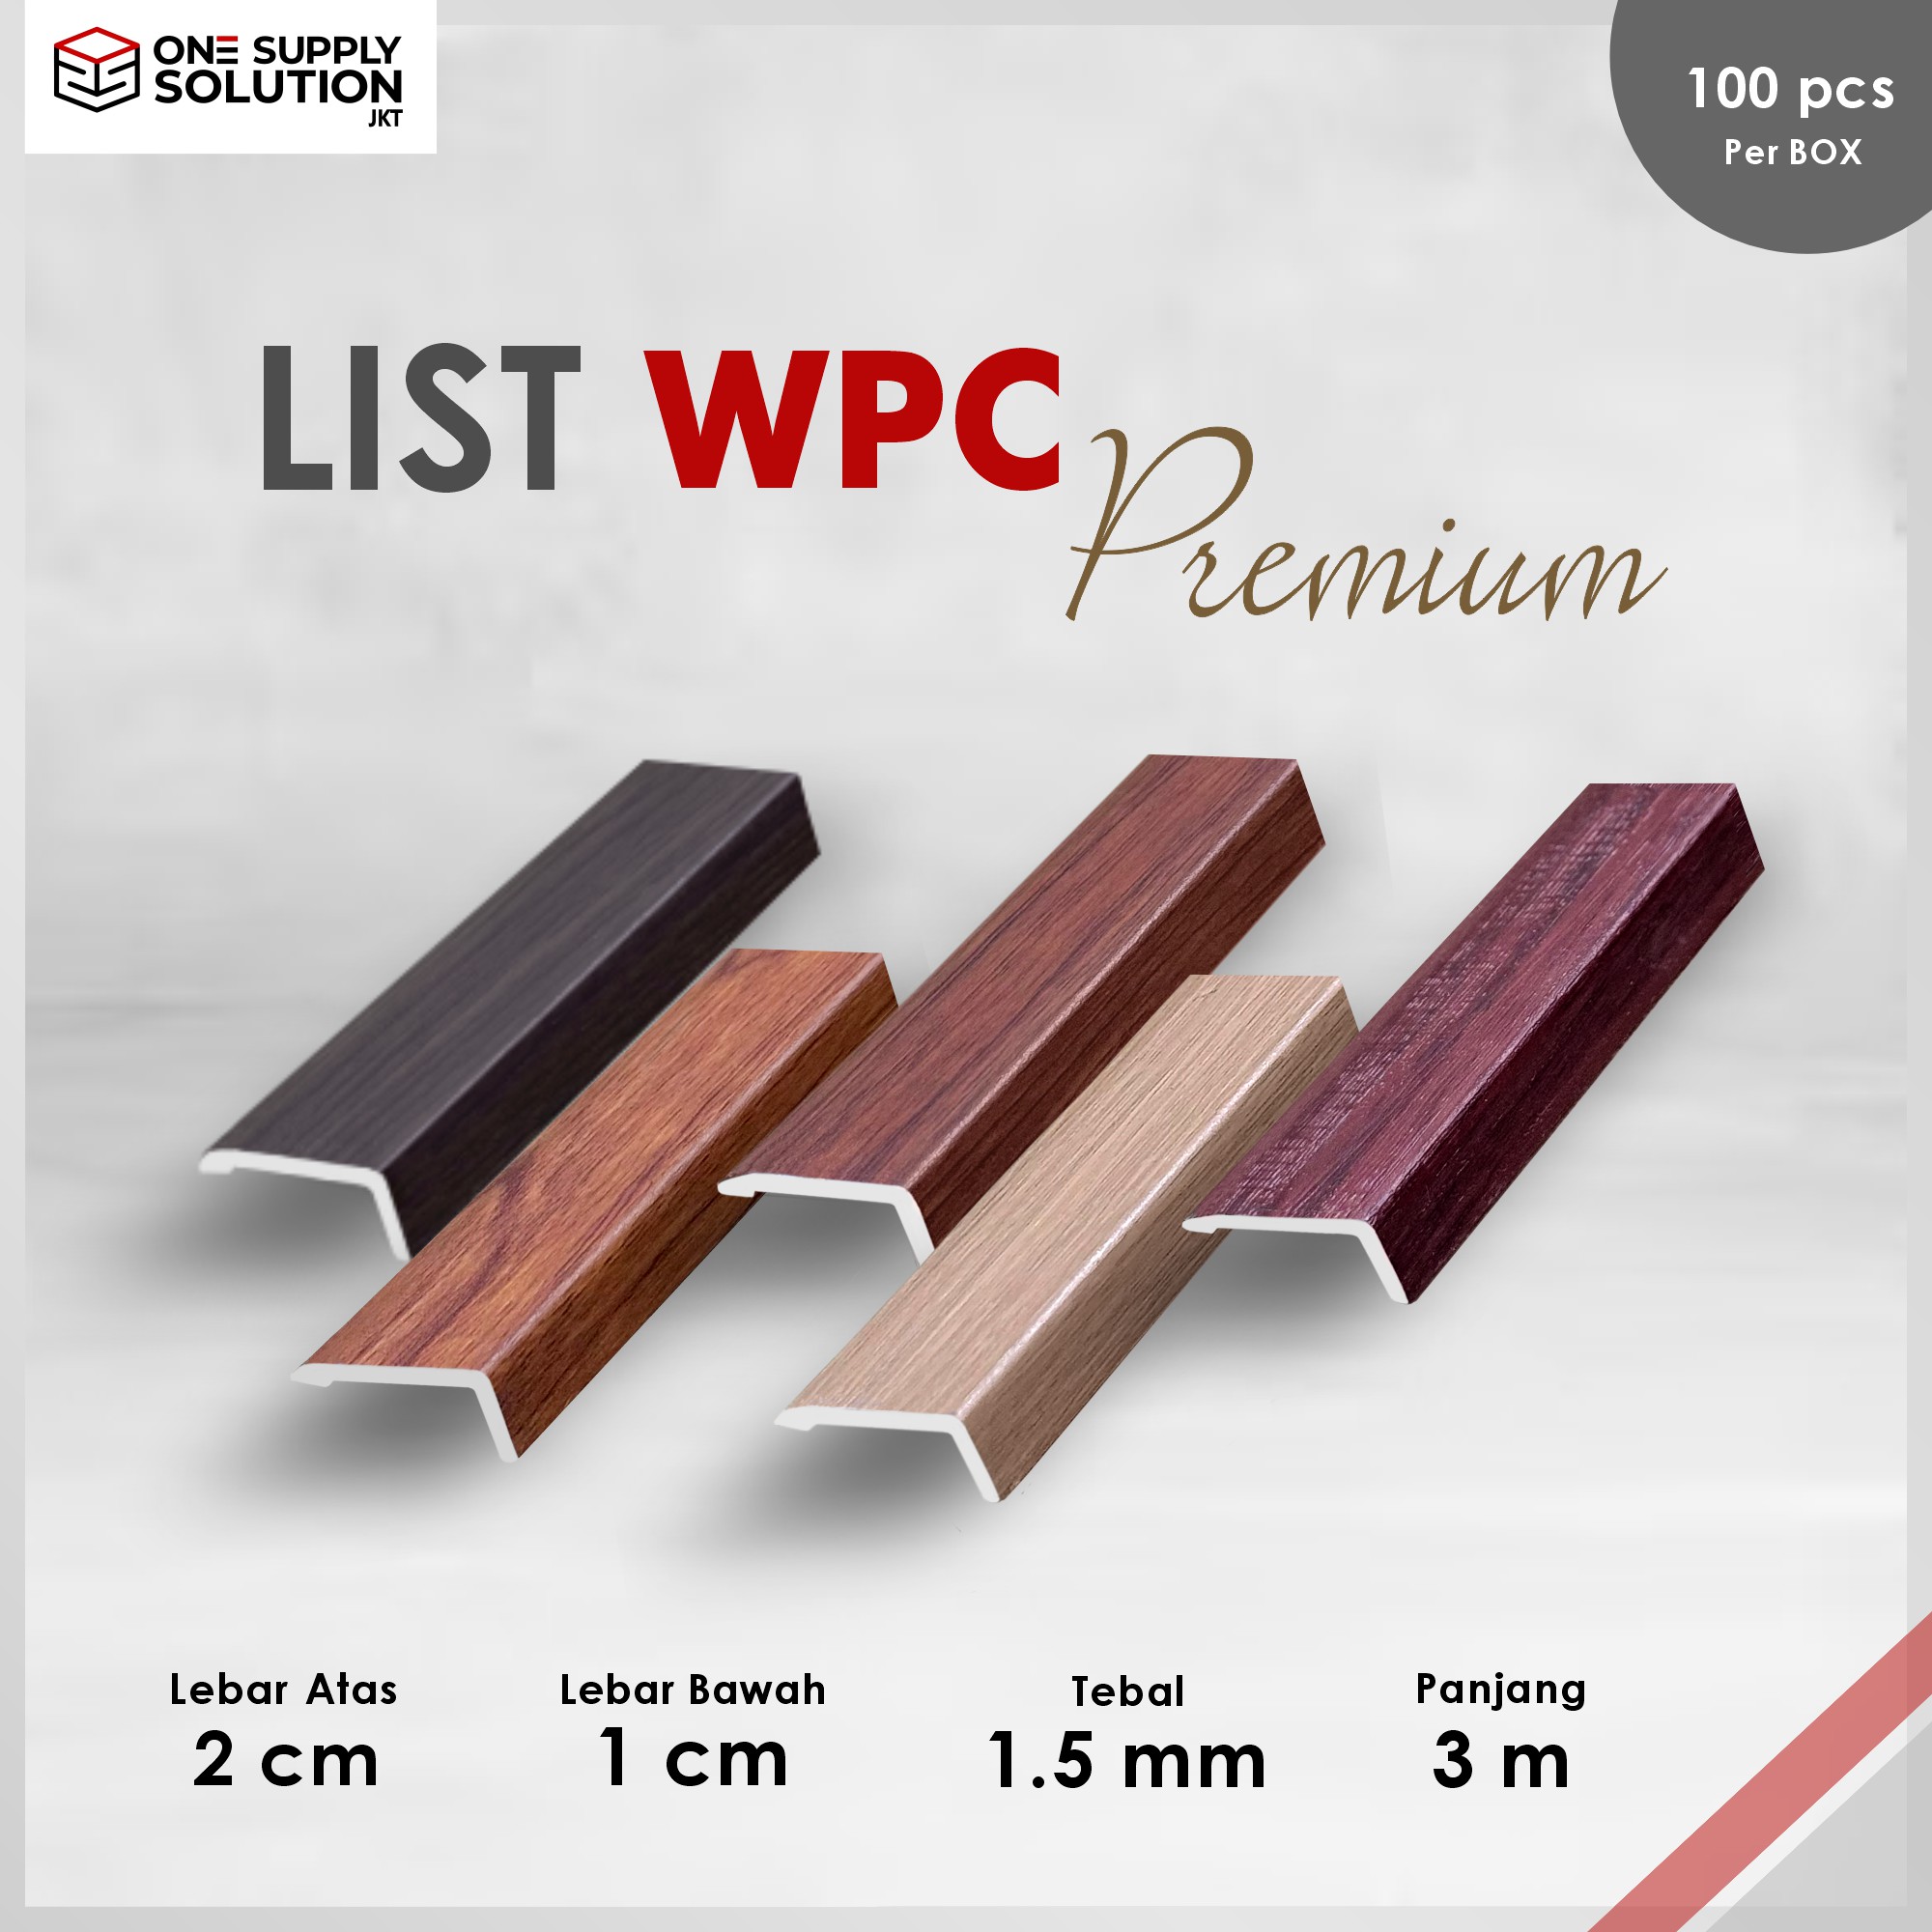 ONE SUPPLY
SOLUTION
JKT
100 pcs
Per BOX
LIST WPC
Premium
Lebar Atas
2 cm
Lebar Bawah
1 cm
Tebal
1.5 mm
Panjang
3 m